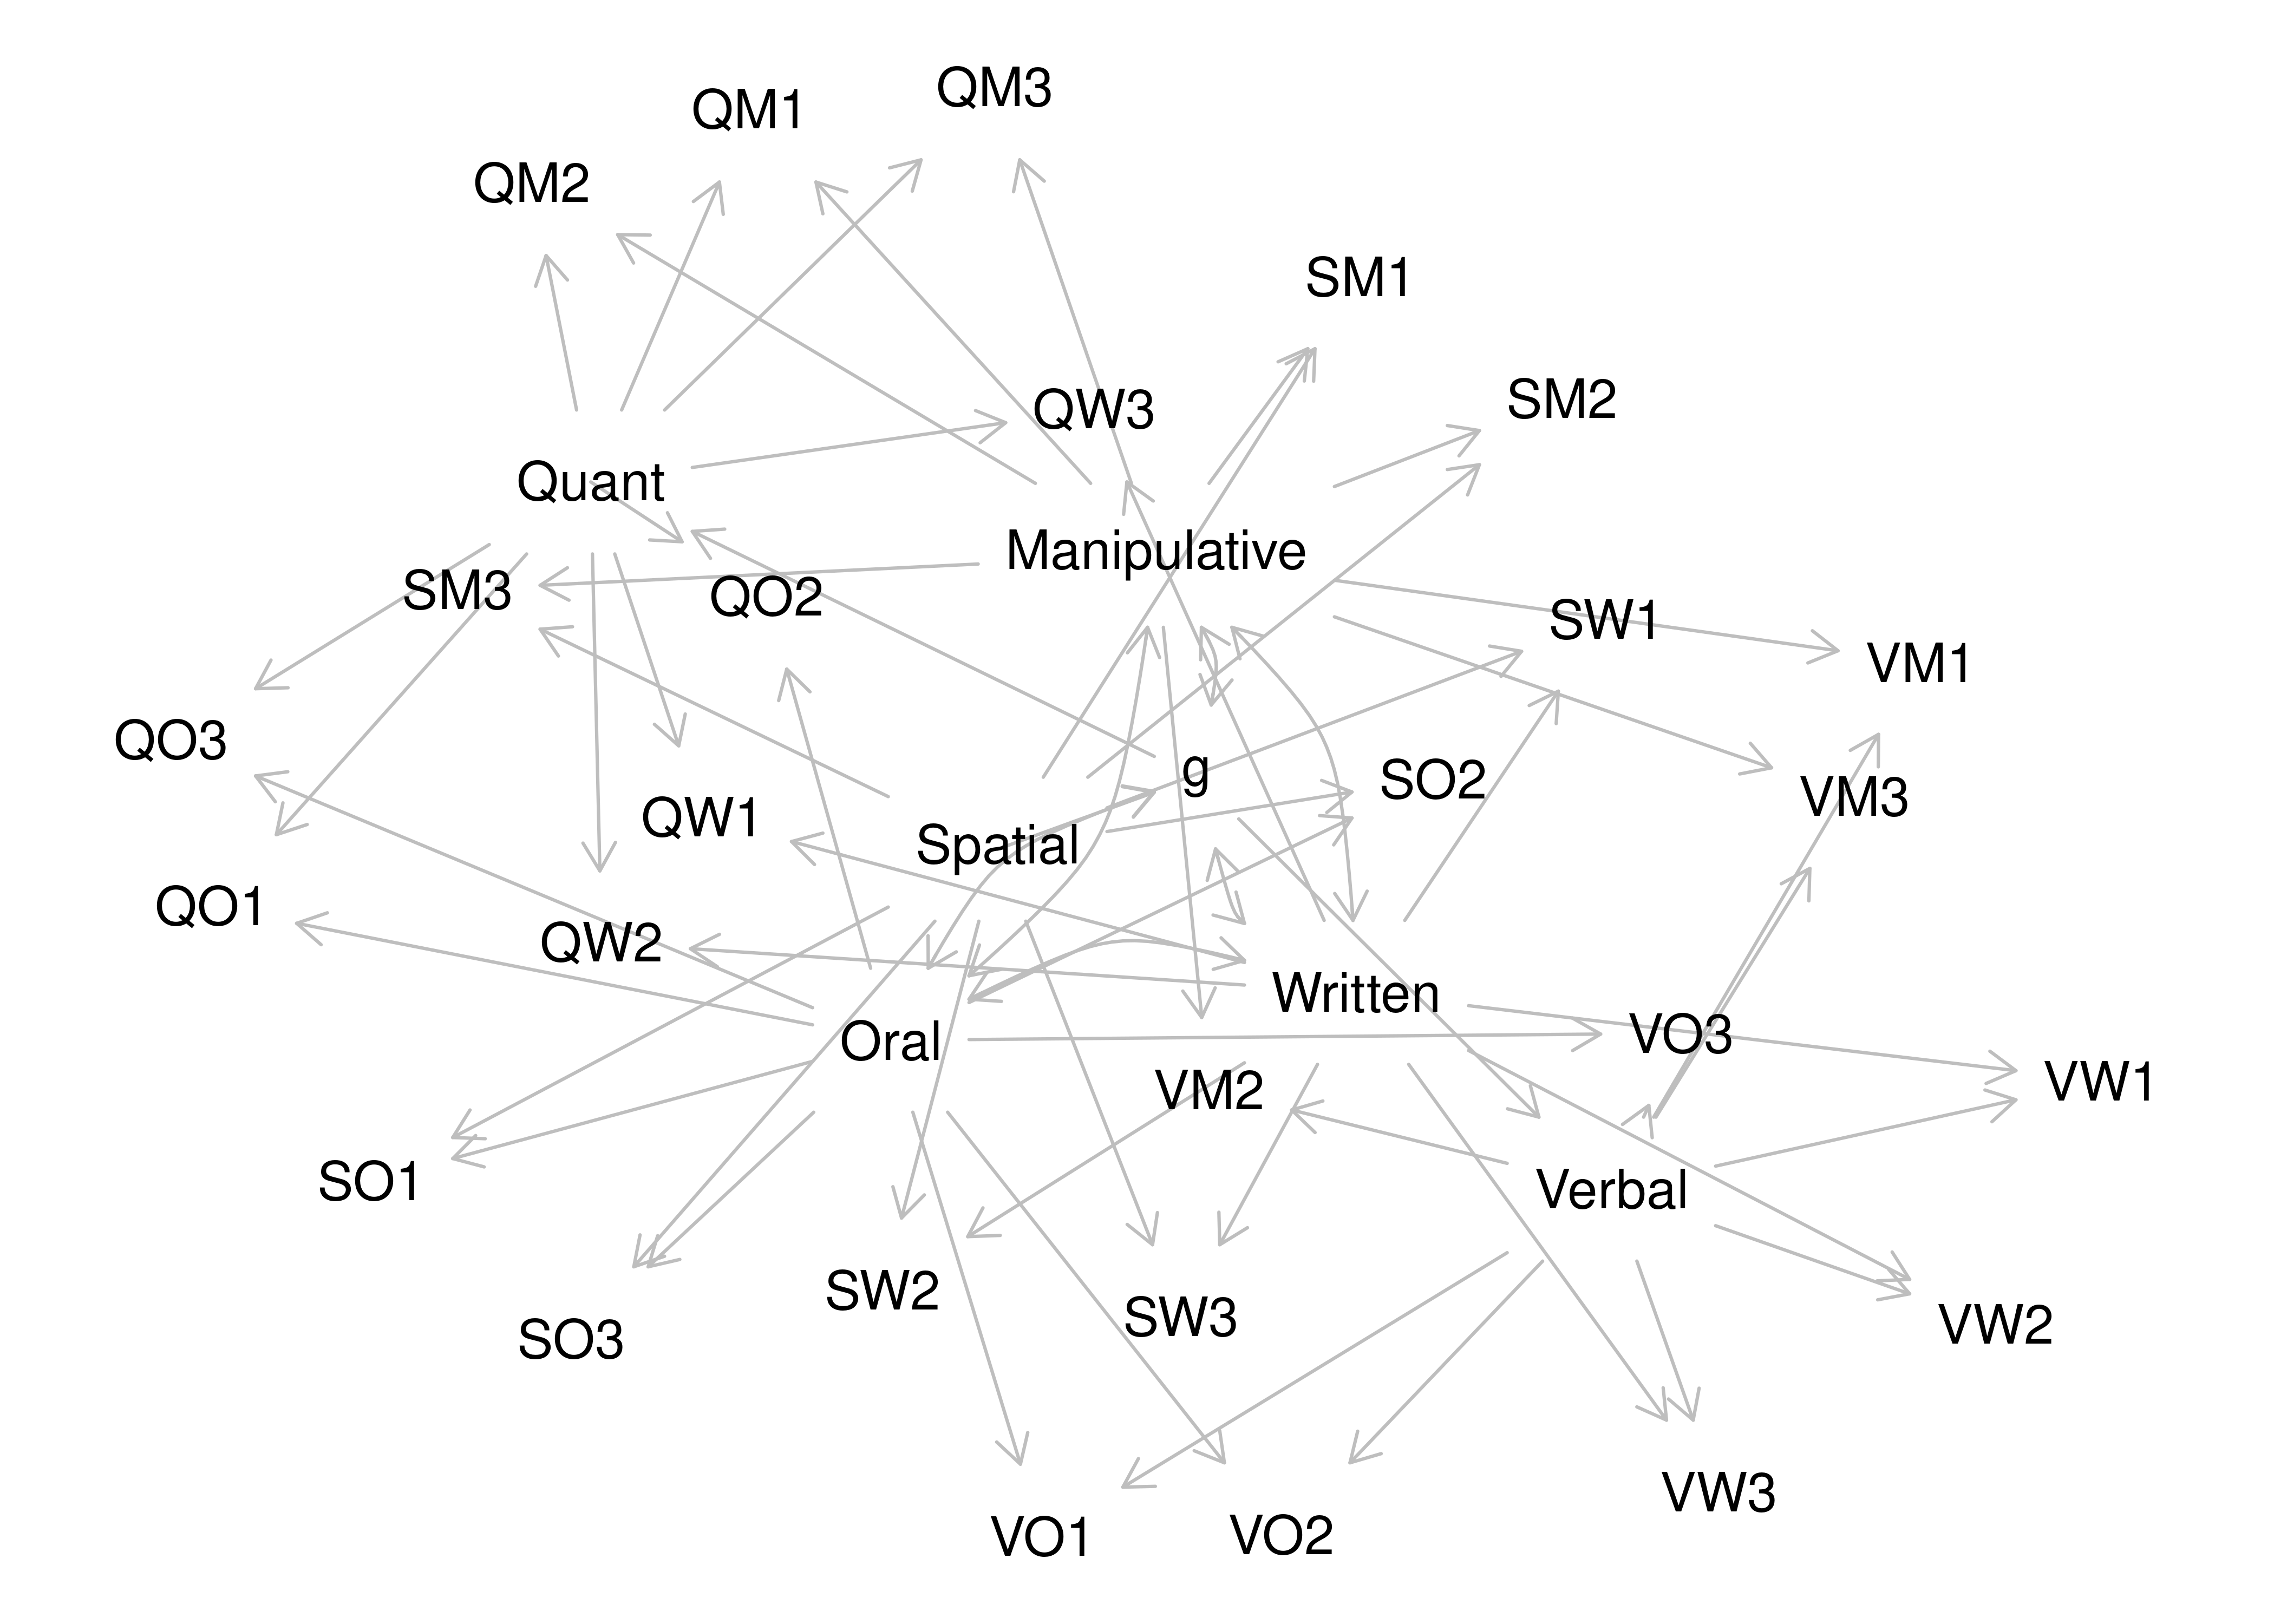 QM3
QM1
QM2
SM1
SM2
QW3
Quant
Manipulative
SM3
QO2
SW1
VM1
QO3
g
SO2
VM3
QW1
Spatial
QO1
QW2
Written
VO3
Oral
VM2
VW1
SO1
Verbal
SW2
SW3
VW2
SO3
VW3
VO1
VO2